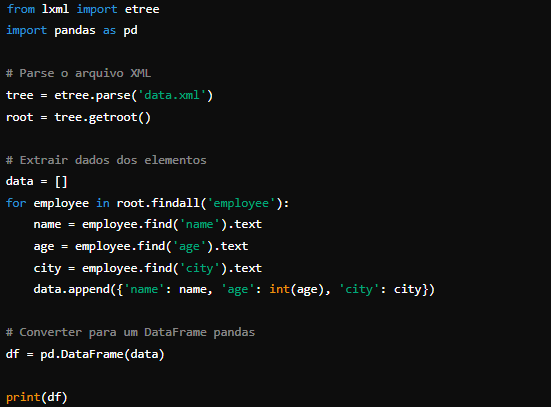 from lxml import etree
import pandas as pd
# Parse o arquivo XML
tree = etree.parse('data.xml')
root = tree.getroot()
# Extrair dados dos elementos
data = []
for employee in root.findall('employee'):
    name = employee.find('name').text
    age = employee.find('age').text
    city = employee.find('city').text
    data.append({'name': name, 'age': int(age), 'city': city})
# Converter para um DataFrame pandas
df = pd.DataFrame(data)
print(df)